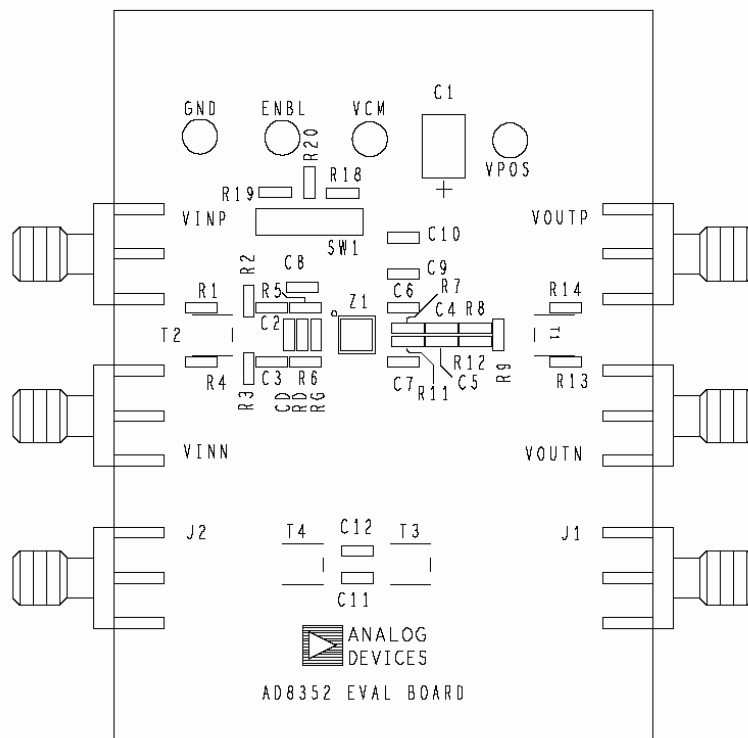 C1
GND ENBL VCM
R20
VPOS
R19 R18
VINP VOUTP
SW1
C10
C8 C9
R2 R7
R1 R5 Z1 C6 C4 R8 R14
T2 C2 T1
R4 C3 R6 C7 R11 C5 R12 R9 R13
R3 CD RD RG
VINN VOUTN
J2 T4 C12 T3 J1
C11
ANALOG
DEVICES
AD8352 EVAL BOARD